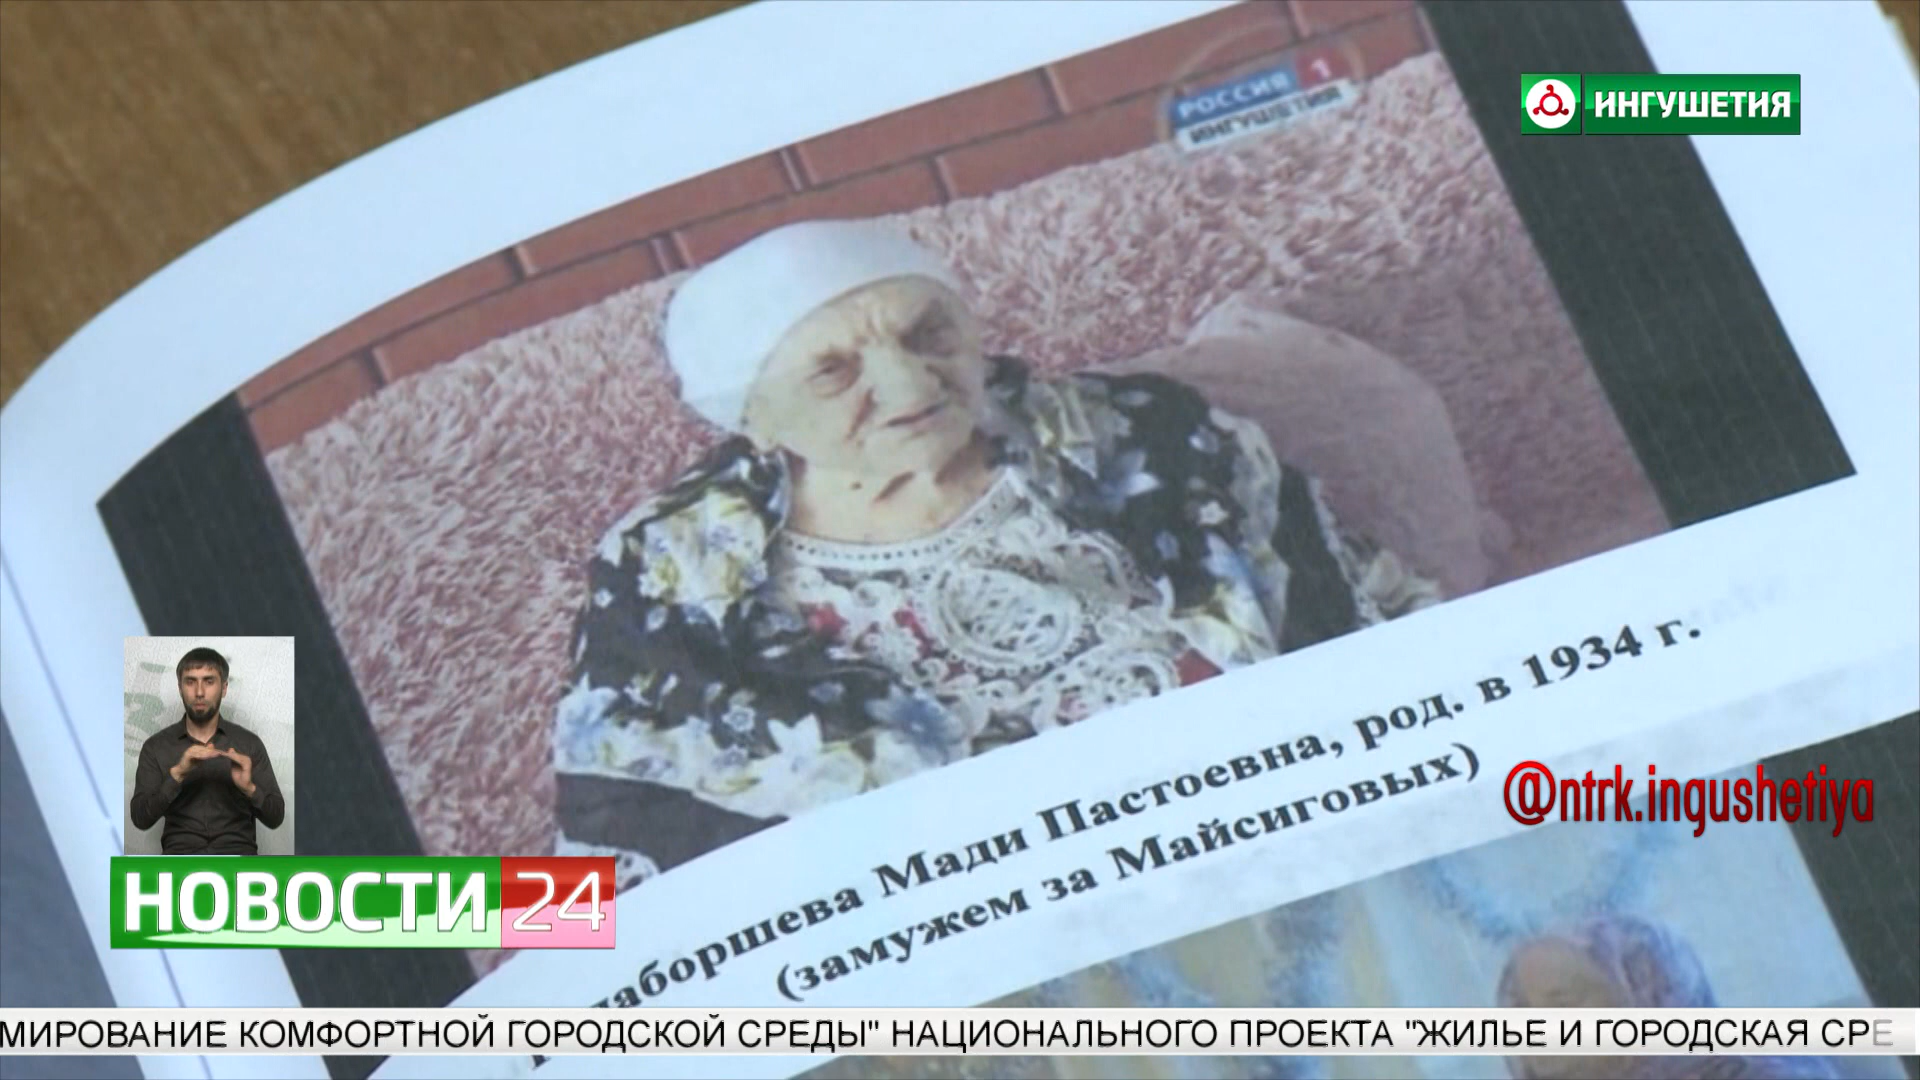 РОССИЯ 1
ИНГУШЕТИЯ
ИНГУШЕТИЯ
Мади Пастоевна, род. в 1934 г.
(замужем за Майсиговых)
@ntrk.ingushetiya
НОВОСТИ 24
МИРОВАНИЕ КОМФОРТНОЙ ГОРОДСКОЙ СРЕДЫ" НАЦИОНАЛЬНОГО ПРОЕКТА "ЖИЛЬЕ И ГОРОДСКАЯ СРЕ